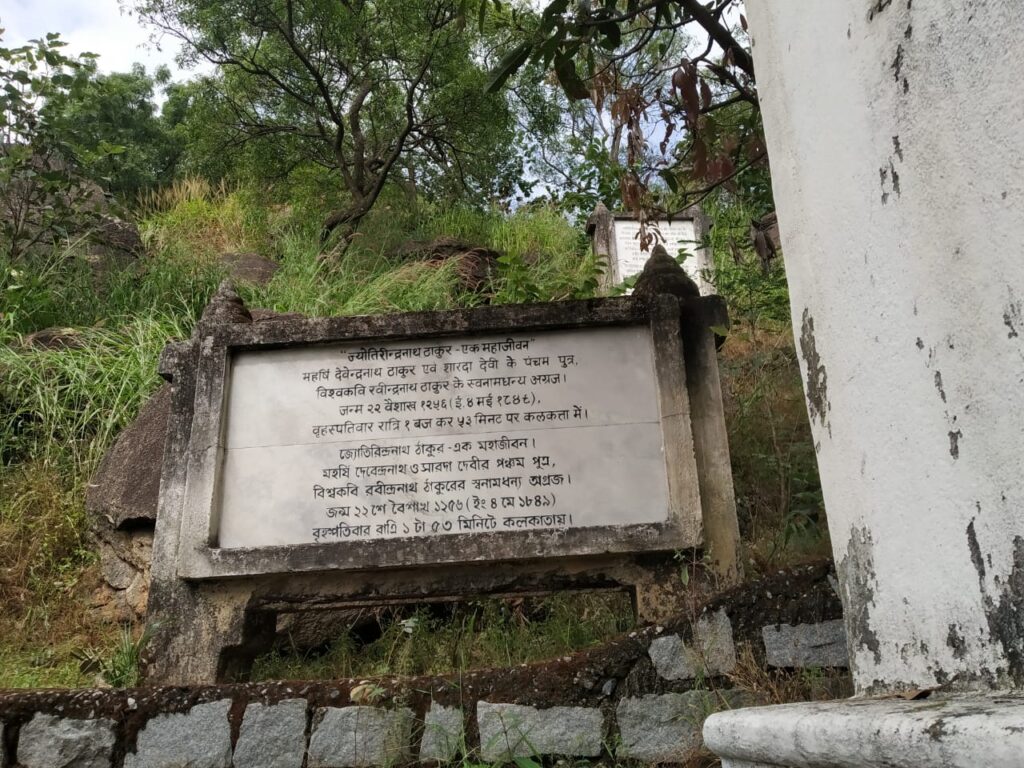 "ज्योतिरीन्द्रनाथ ठाकुर - एक महाजीवन"
महर्षि देवेन्द्रनाथ ठाकुर एवं शारदा देवी के पंचम पुत्र,
विश्वकवि रवीन्द्रनाथ ठाकुर के स्वनामधन्य अग्रज।
जन्म २२ वैशाख १२५६ (ई. ४ मई १८४९),
वृहस्पतिवार रात्रि १ बज कर ५३ मिनट पर कलकत्ता में।
জ্যোতিরিন্দ্রনাথ ঠাকুর - এক মহাজীবন।
মহর্ষি দেবেন্দ্রনাথ ও সারদা দেবীর পঞ্চম পুত্র,
বিশ্বকবি রবীন্দ্রনাথ ঠাকুরের স্বনামধন্য অগ্রজ।
জন্ম ২২ শে বৈশাখ ১২৫৬ (ইং ৪ মে ১৮৪৯)
বৃহস্পতিবার রাত্রি ১ টা ৫৩ মিনিটে কলকাতায়।